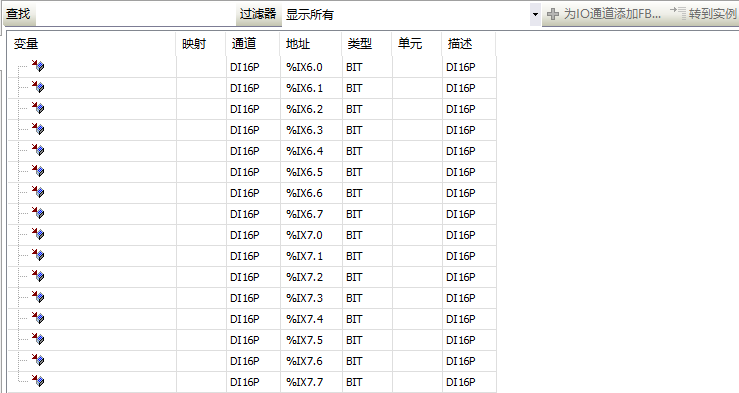 查找 过滤器 显示所有 为IO通道添加FB... 转到实例
变量 映射 通道 地址 类型 单元 描述
DI16P %IX6.0 BIT DI16P
DI16P %IX6.1 BIT DI16P
DI16P %IX6.2 BIT DI16P
DI16P %IX6.3 BIT DI16P
DI16P %IX6.4 BIT DI16P
DI16P %IX6.5 BIT DI16P
DI16P %IX6.6 BIT DI16P
DI16P %IX6.7 BIT DI16P
DI16P %IX7.0 BIT DI16P
DI16P %IX7.1 BIT DI16P
DI16P %IX7.2 BIT DI16P
DI16P %IX7.3 BIT DI16P
DI16P %IX7.4 BIT DI16P
DI16P %IX7.5 BIT DI16P
DI16P %IX7.6 BIT DI16P
DI16P %IX7.7 BIT DI16P